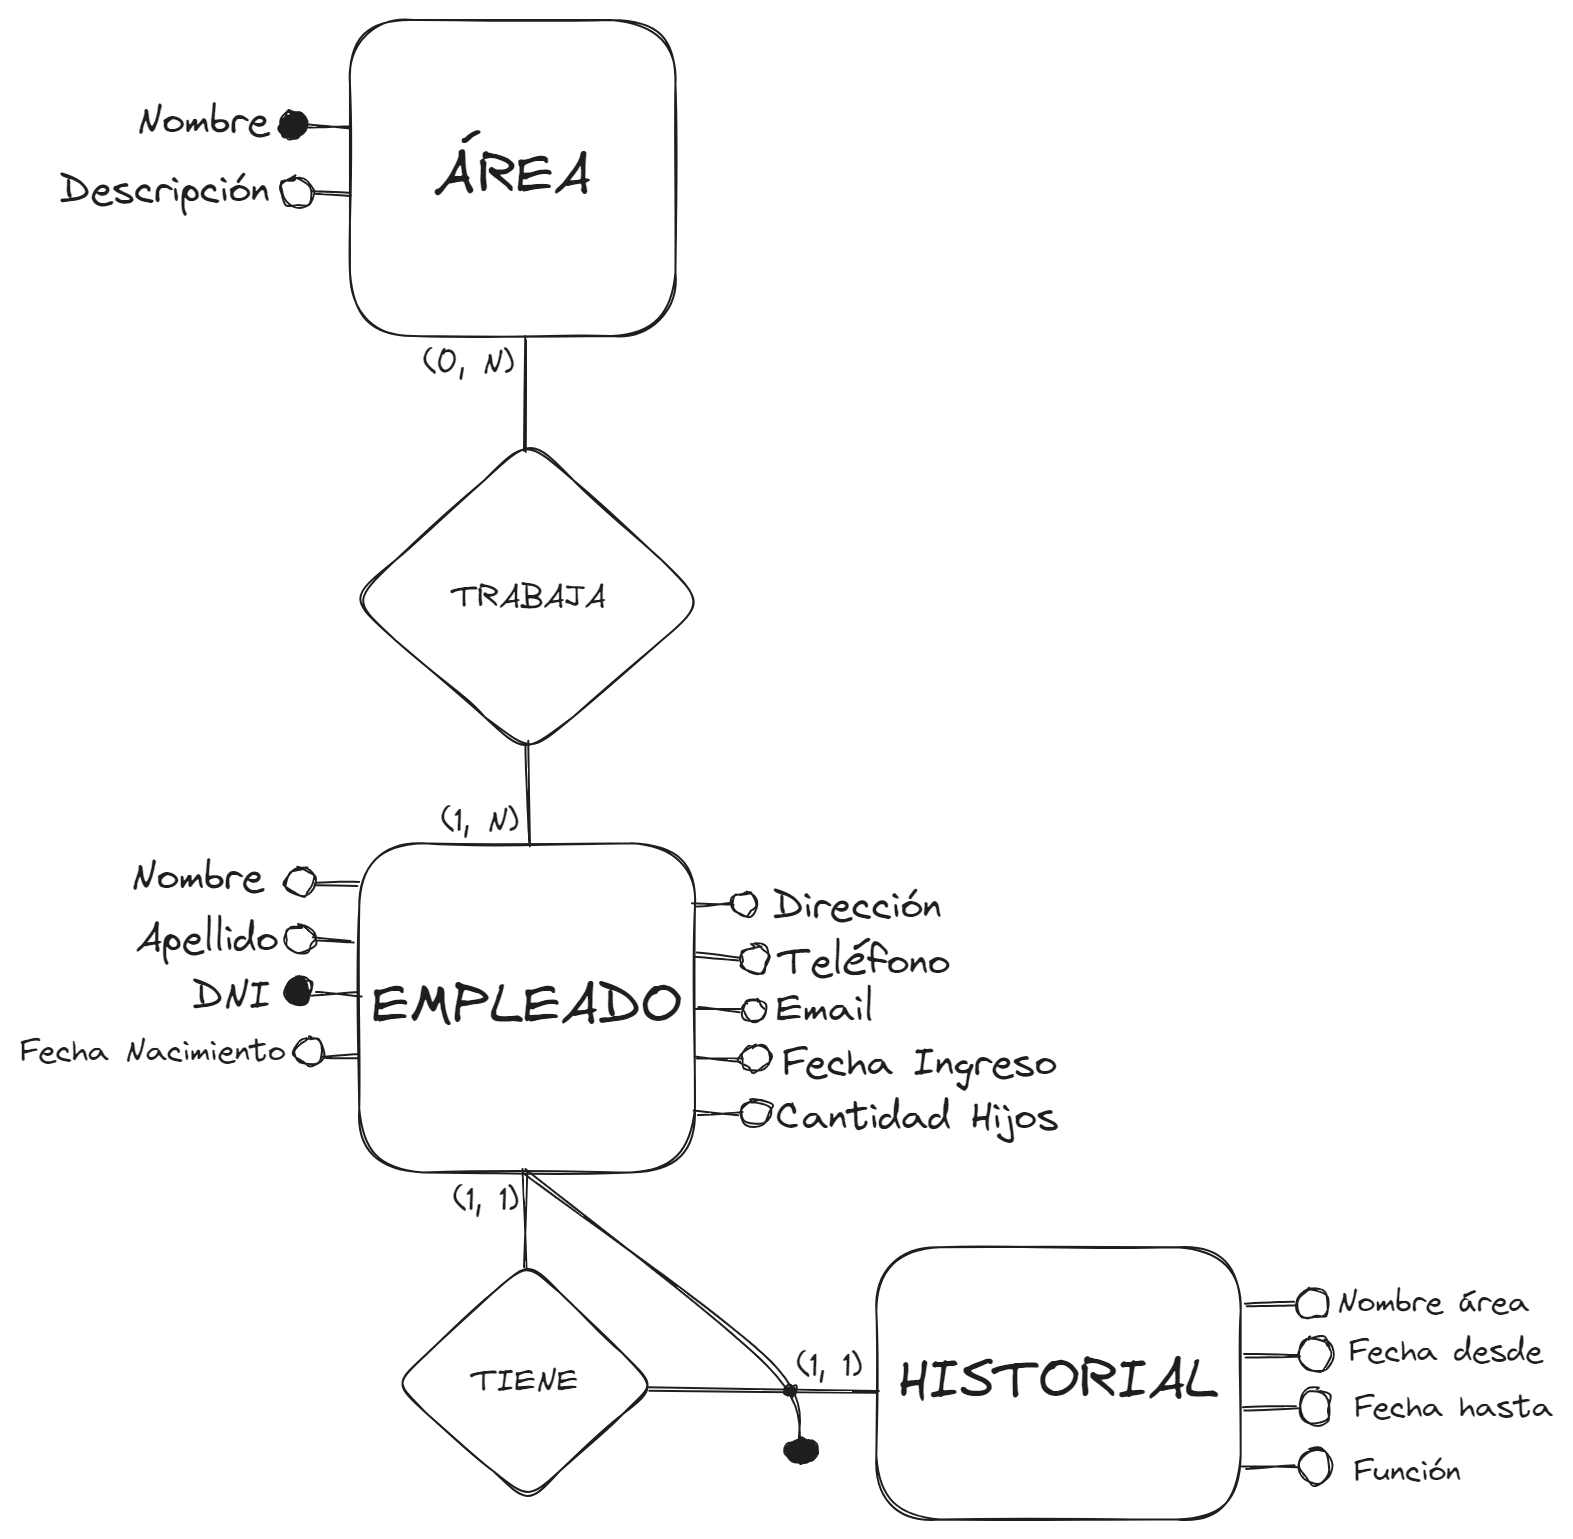 Nombre
Descripción
ÁREA
(0, N)
TRABAJA
(1, N)
Nombre
Apellido
DNI
Fecha Nacimiento
EMPLEADO
Dirección
Teléfono
Email
Fecha Ingreso
Cantidad Hijos
(1, 1)
TIENE
(1, 1)
HISTORIAL
Nombre área
Fecha desde
Fecha hasta
Función